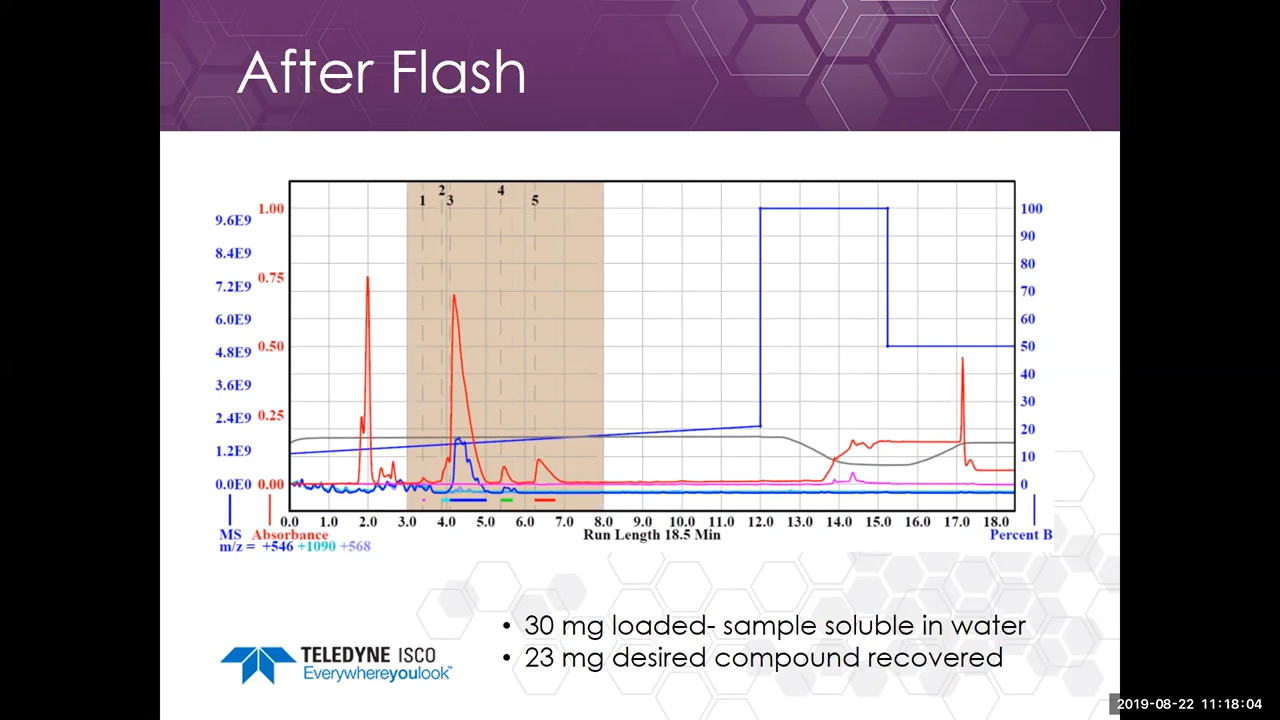 After Flash
2
4
1
3
5
9.6E9
8.4E9
7.2E9
6.0E9
4.8E9
3.6E9
2.4E9
1.2E9
0.0E0
1.00
0.75
0.50
0.25
0.00
100
90
80
70
60
50
40
30
20
10
0
0.0 1.0 2.0 3.0 4.0 5.0 6.0 7.0 8.0 9.0 10.0 11.0 12.0 13.0 14.0 15.0 16.0 17.0 18.0
MS Absorbance Run Length 18.5 Min Percent B
m/z = +546 +1090 +568
• 30 mg loaded- sample soluble in water
• 23 mg desired compound recovered
TELEDYNE ISCO
Everywhereyoulook™
2019-08-22 11:18:04